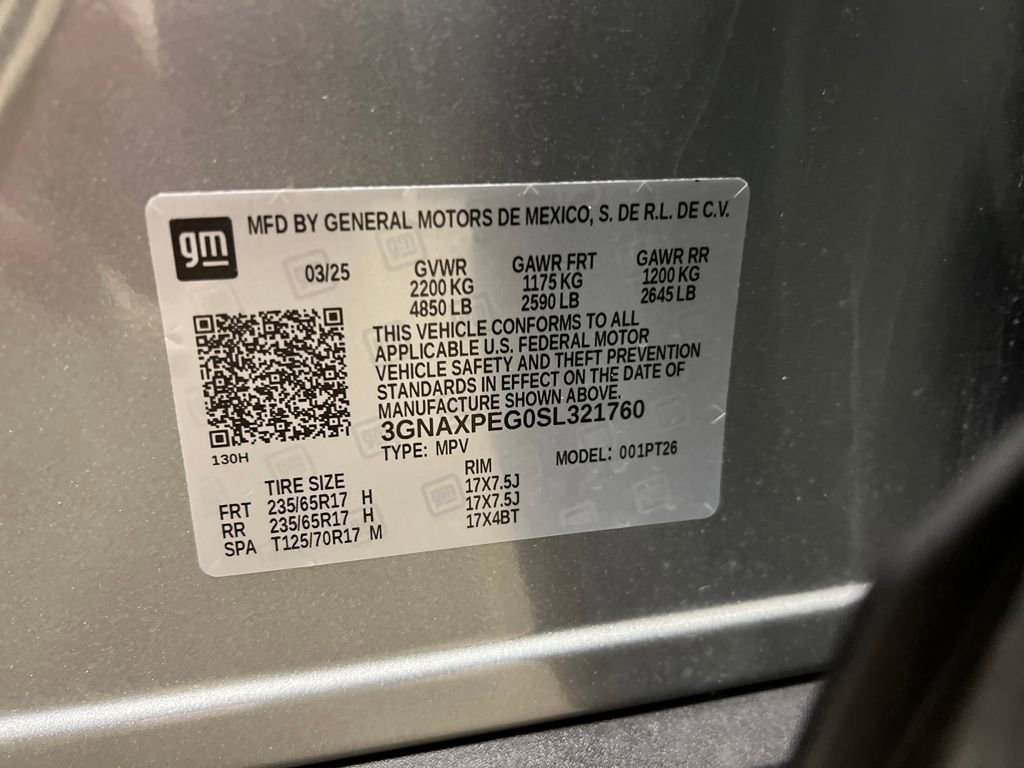 gm
MFD BY GENERAL MOTORS DE MEXICO, S. DE R.L. DE C.V.
03/25 GVWR GAWR FRT GAWR RR
2200 KG 1175 KG 1200 KG
4850 LB 2590 LB 2645 LB
THIS VEHICLE CONFORMS TO ALL
APPLICABLE U.S. FEDERAL MOTOR
VEHICLE SAFETY AND THEFT PREVENTION
STANDARDS IN EFFECT ON THE DATE OF
MANUFACTURE SHOWN ABOVE.
3GNAXPEG0SL321760
TYPE: MPV MODEL: 001PT26
130H
TIRE SIZE RIM
FRT 235/65R17 H 17X7.5J
RR 235/65R17 H 17X7.5J
SPA T125/70R17 M 17X4BT